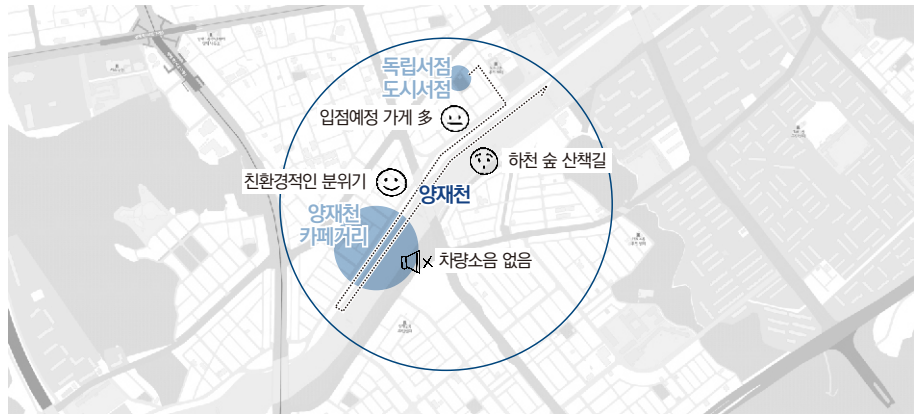 독립서점
도시서점
입점예정 가게 多
하천 숲 산책길
친환경적인 분위기
양재천
양재천
카페거리
차량소음 없음